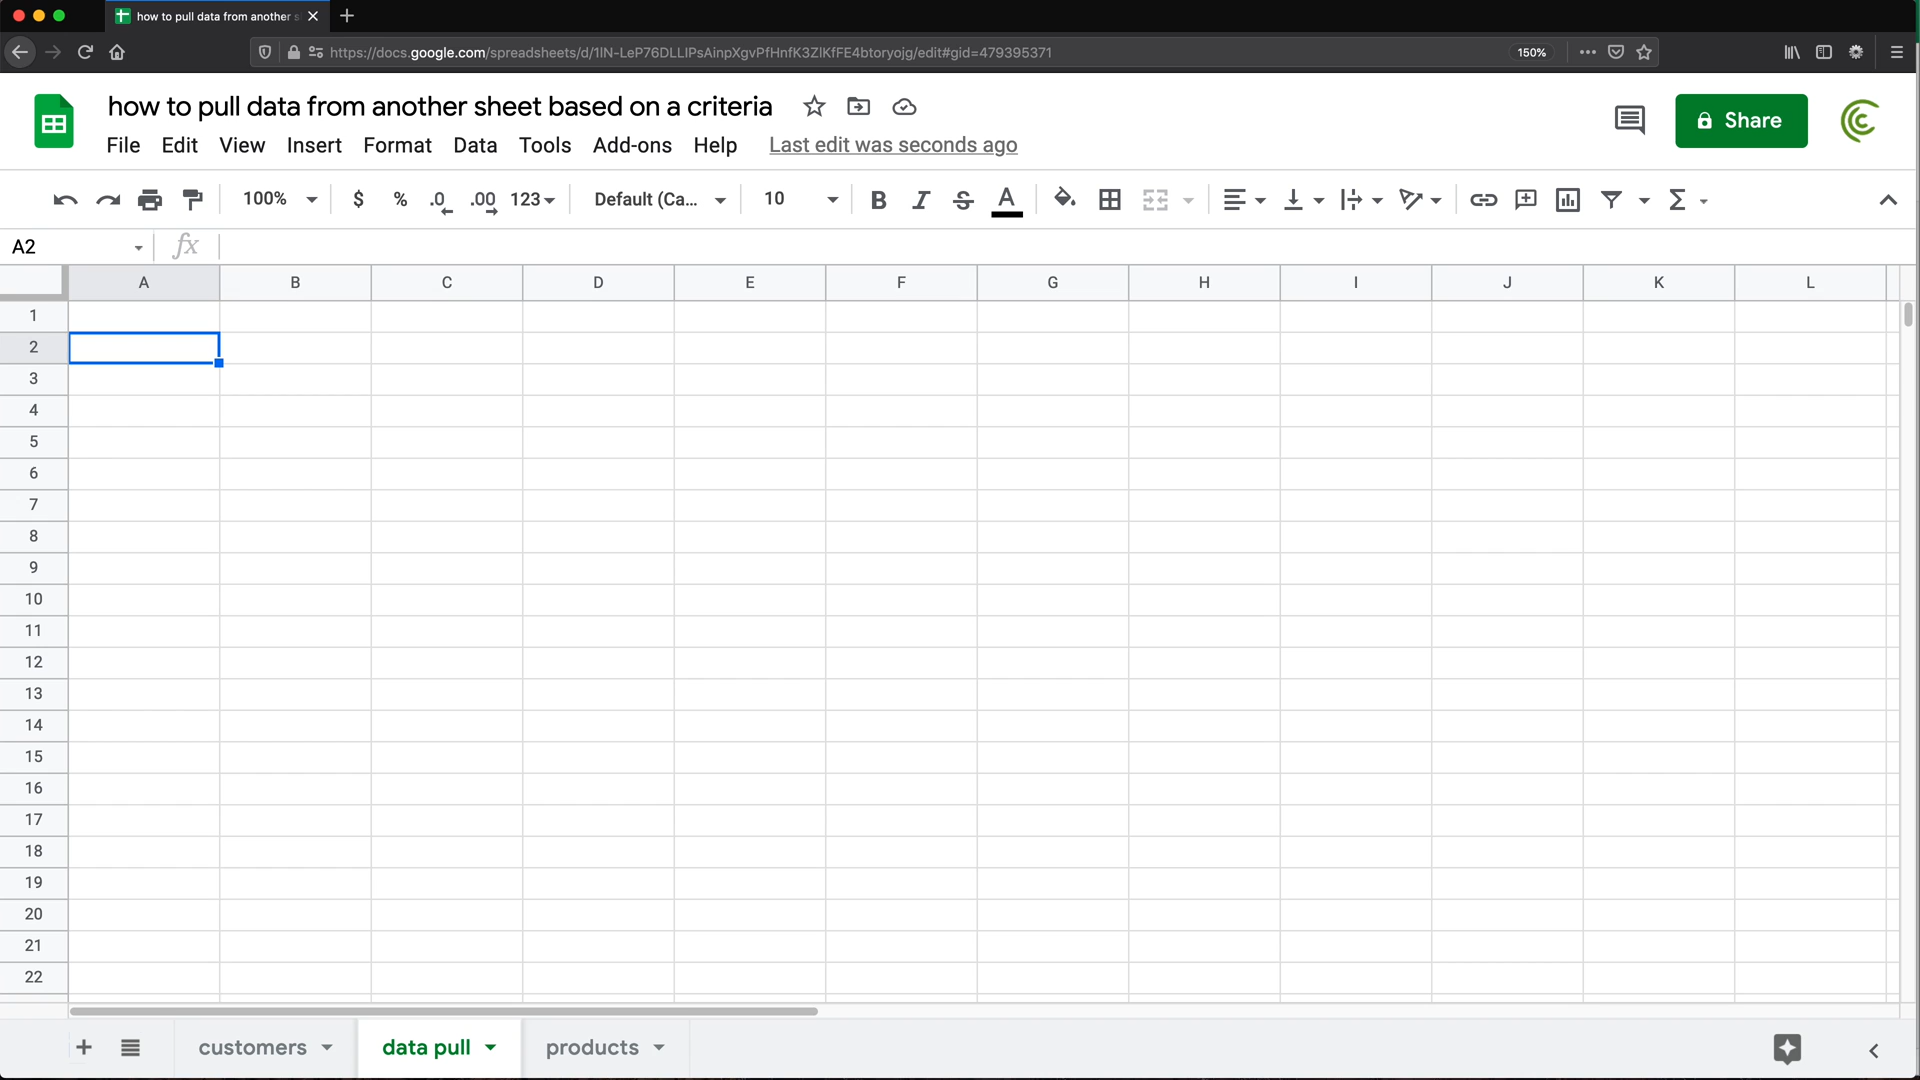 how to pull data from another s
https://docs.google.com/spreadsheets/d/1lN-LeP76DLLIPsAinpXgvPfHnfK3ZIKfFE4btoryojg/edit#gid=479395371
150%
how to pull data from another sheet based on a criteria
Share
File Edit View Insert Format Data Tools Add-ons Help Last edit was seconds ago
100% $ % .0 .00 123 Default (Ca... 10 B I S A Σ
A2 fx
A B C D E F G H I J K L
1
2
3
4
5
6
7
8
9
10
11
12
13
14
15
16
17
18
19
20
21
22
customers data pull products